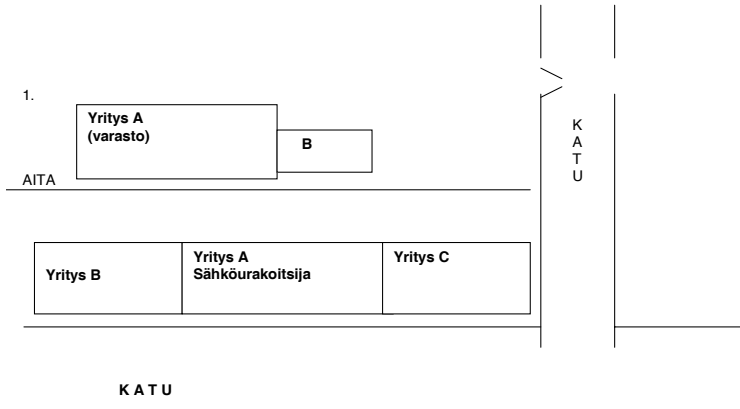 1.
Yritys A
(varasto)
B
K
A
T
U
AITA
Yritys B
Yritys A
Sähköurakoitsija
Yritys C
K A T U